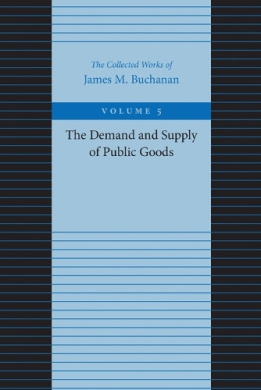 The Collected Works of
James M. Buchanan
VOLUME 5
The Demand and Supply
of Public Goods